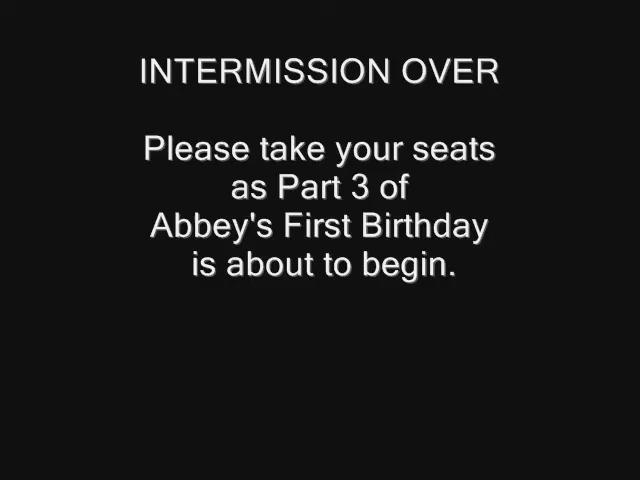 INTERMISSION OVER
Please take your seats
as Part 3 of
Abbey's First Birthday
is about to begin.